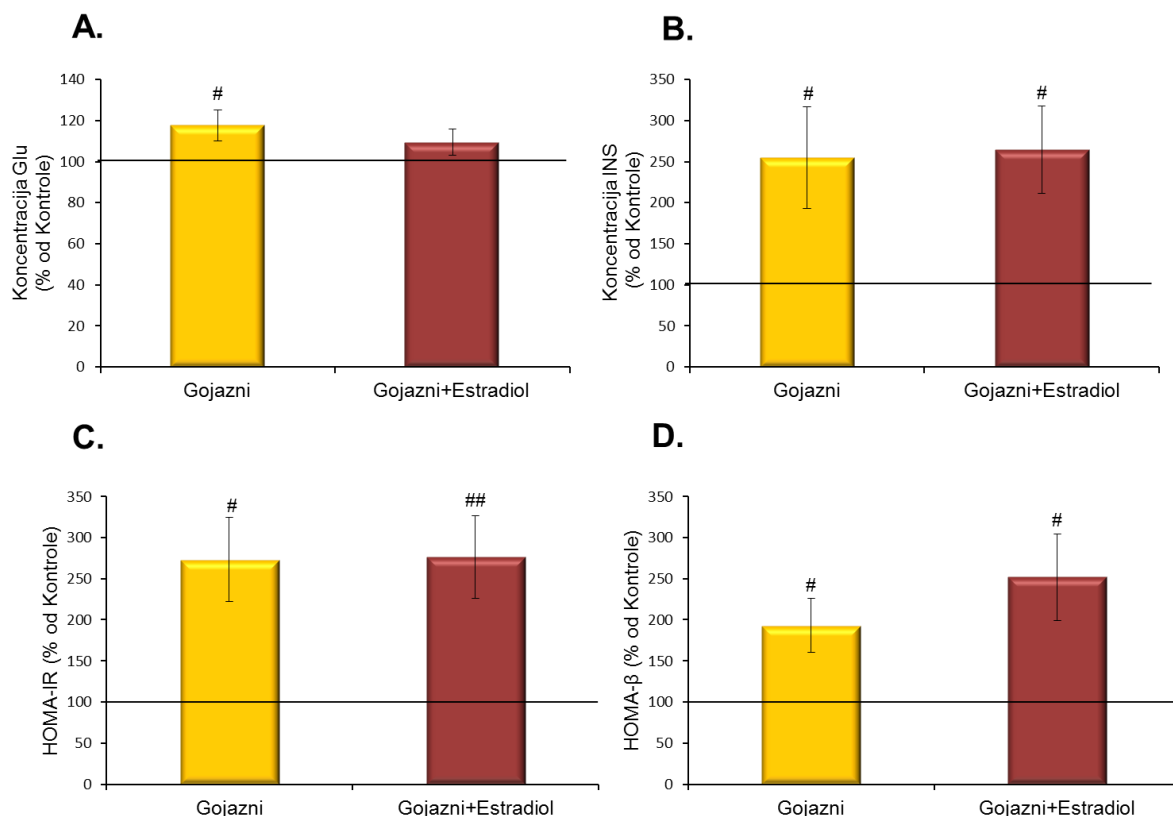 A.
Koncentracija Glu
(% od Kontrole)
140
120
100
80
60
40
20
0
#
Gojazni
Gojazni+Estradiol
B.
Koncentracija INS
(% od Kontrole)
350
300
250
200
150
100
50
0
#
#
Gojazni
Gojazni+Estradiol
C.
HOMA-IR (% od Kontrole)
350
300
250
200
150
100
50
0
#
##
Gojazni
Gojazni+Estradiol
D.
HOMA-β (% od Kontrole)
350
300
250
200
150
100
50
0
#
#
Gojazni
Gojazni+Estradiol